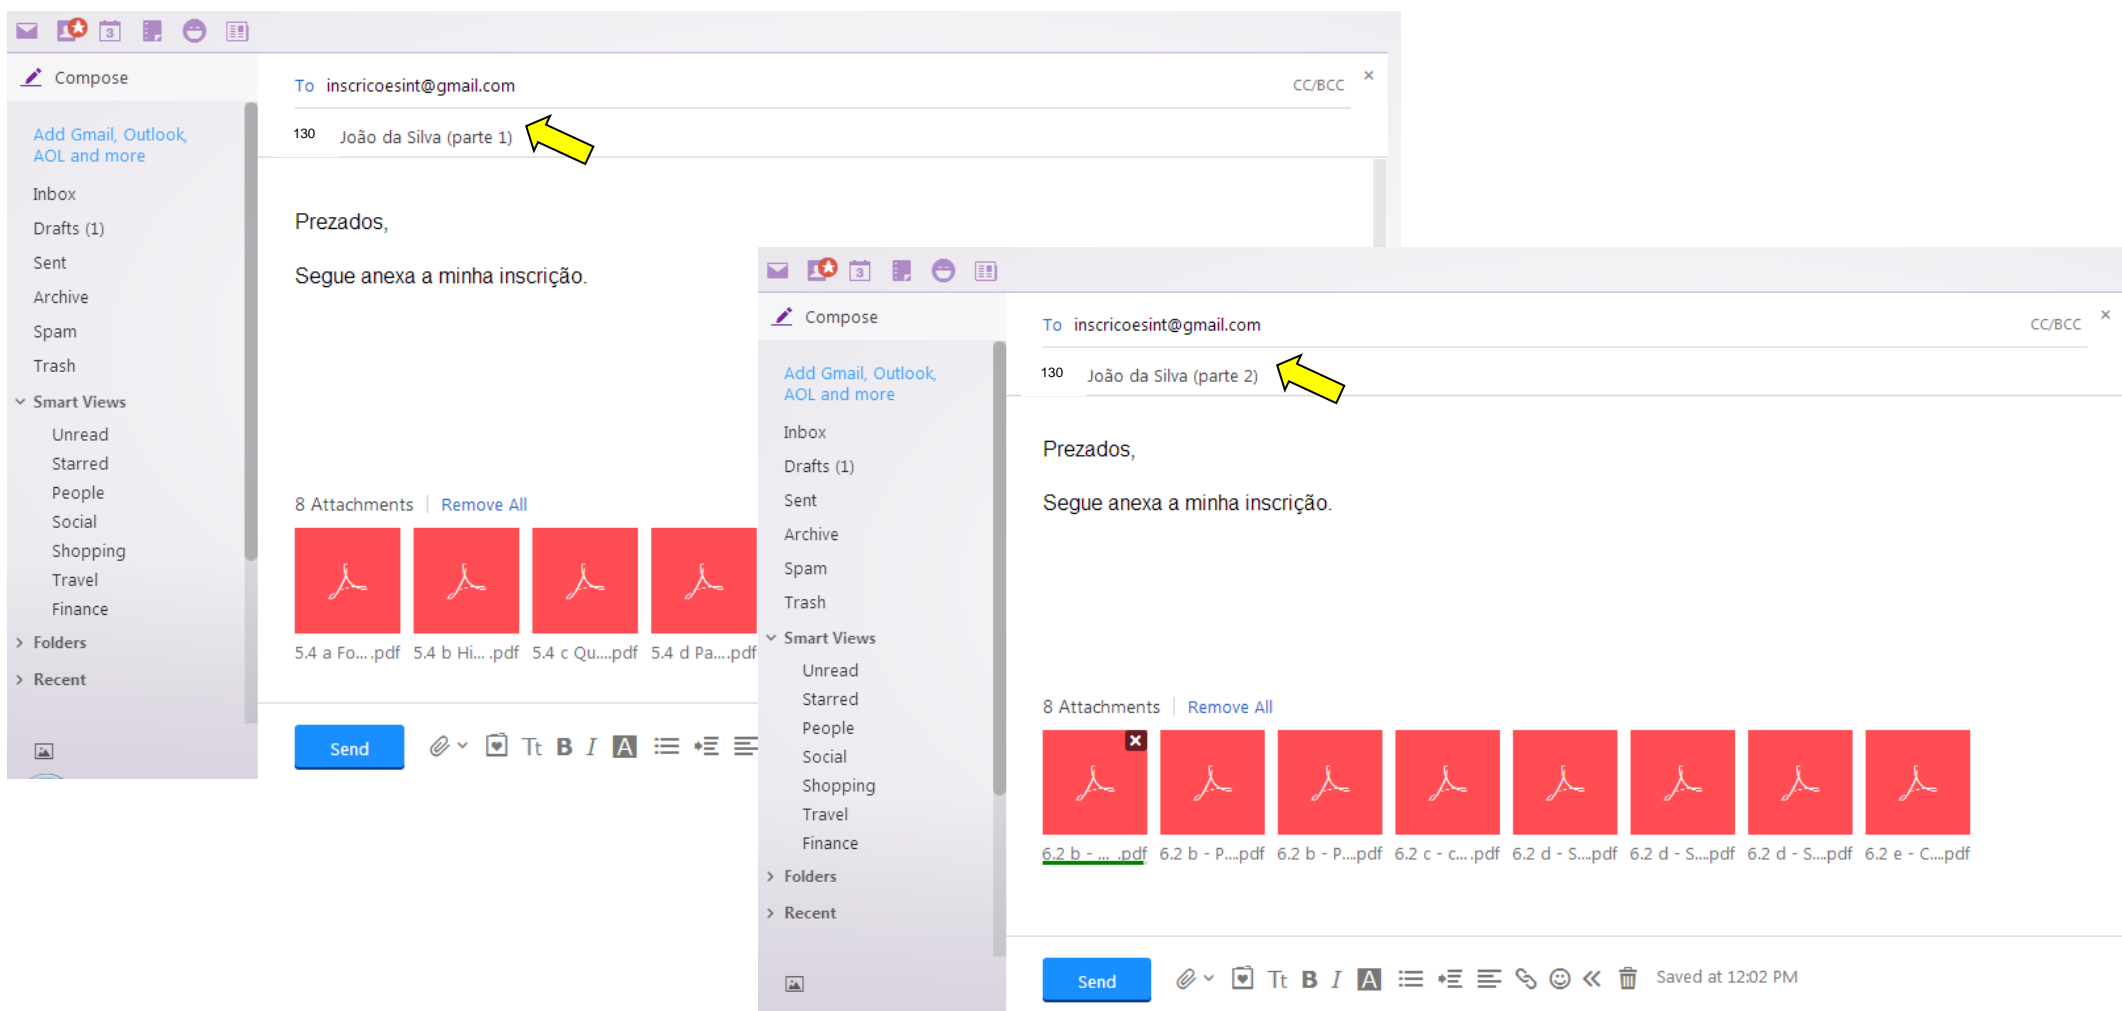 3
Compose
To inscricoesint@gmail.com
CC/BCC
×
130 João da Silva (parte 1)
Add Gmail, Outlook,
AOL and more
Inbox
Drafts (1)
Sent
Archive
Spam
Trash
Smart Views
Unread
Starred
People
Social
Shopping
Travel
Finance
Folders
Recent
Prezados,
Segue anexa a minha inscrição.
8 Attachments | Remove All
5.4 a Fo... .pdf 5.4 b Hi... .pdf 5.4 c Qu....pdf 5.4 d Pa....pdf
Send
Tt B I A
3
Compose
To inscricoesint@gmail.com
CC/BCC
×
130 João da Silva (parte 2)
Add Gmail, Outlook,
AOL and more
Inbox
Drafts (1)
Sent
Archive
Spam
Trash
Smart Views
Unread
Starred
People
Social
Shopping
Travel
Finance
Folders
Recent
Prezados,
Segue anexa a minha inscrição.
8 Attachments | Remove All
6.2 b - ... .pdf 6.2 b - P....pdf 6.2 b - P....pdf 6.2 c - c... .pdf 6.2 d - S....pdf 6.2 d - S....pdf 6.2 d - S....pdf 6.2 e - C....pdf
Send
Tt B I A
Saved at 12:02 PM